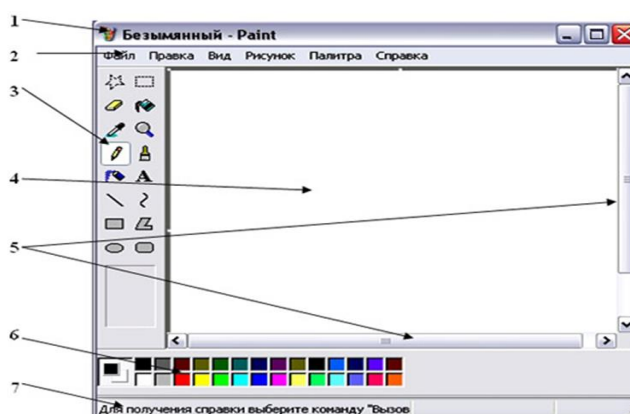 1
Безымянный - Paint
2
Файл Правка Вид Рисунок Палитра Справка
3
A
4
5
6
7
Для получения справки выберите команду "Вызов